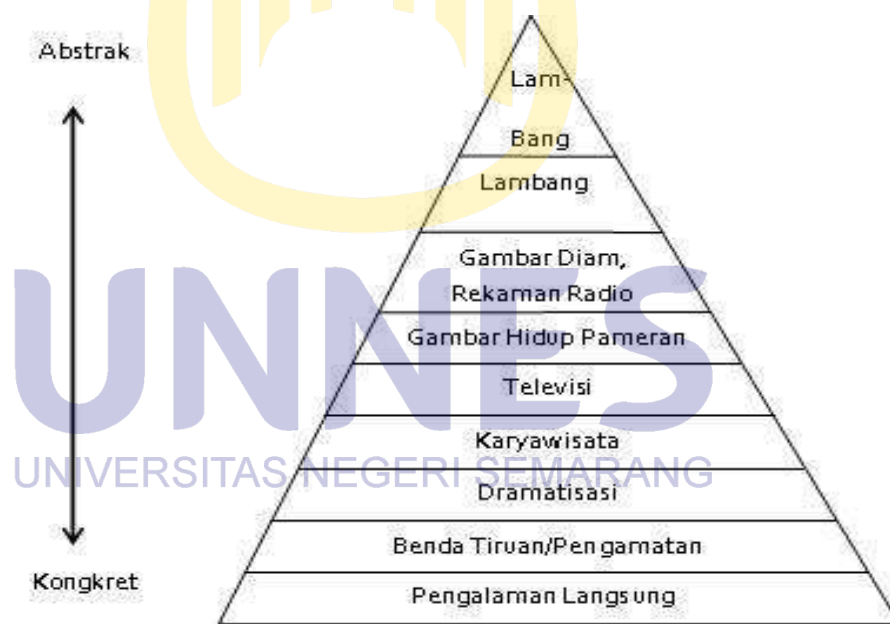 Abstrak
Lam-
Bang
Lambang
Gambar Diam,
Rekaman Radio
Gambar Hidup Pameran
Televisi
Karyawisata
Dramatisasi
Benda Tiruan/Pengamatan
Pengalaman Langsung
Kongkret
UNNES
UNIVERSITAS NEGERI SEMARANG